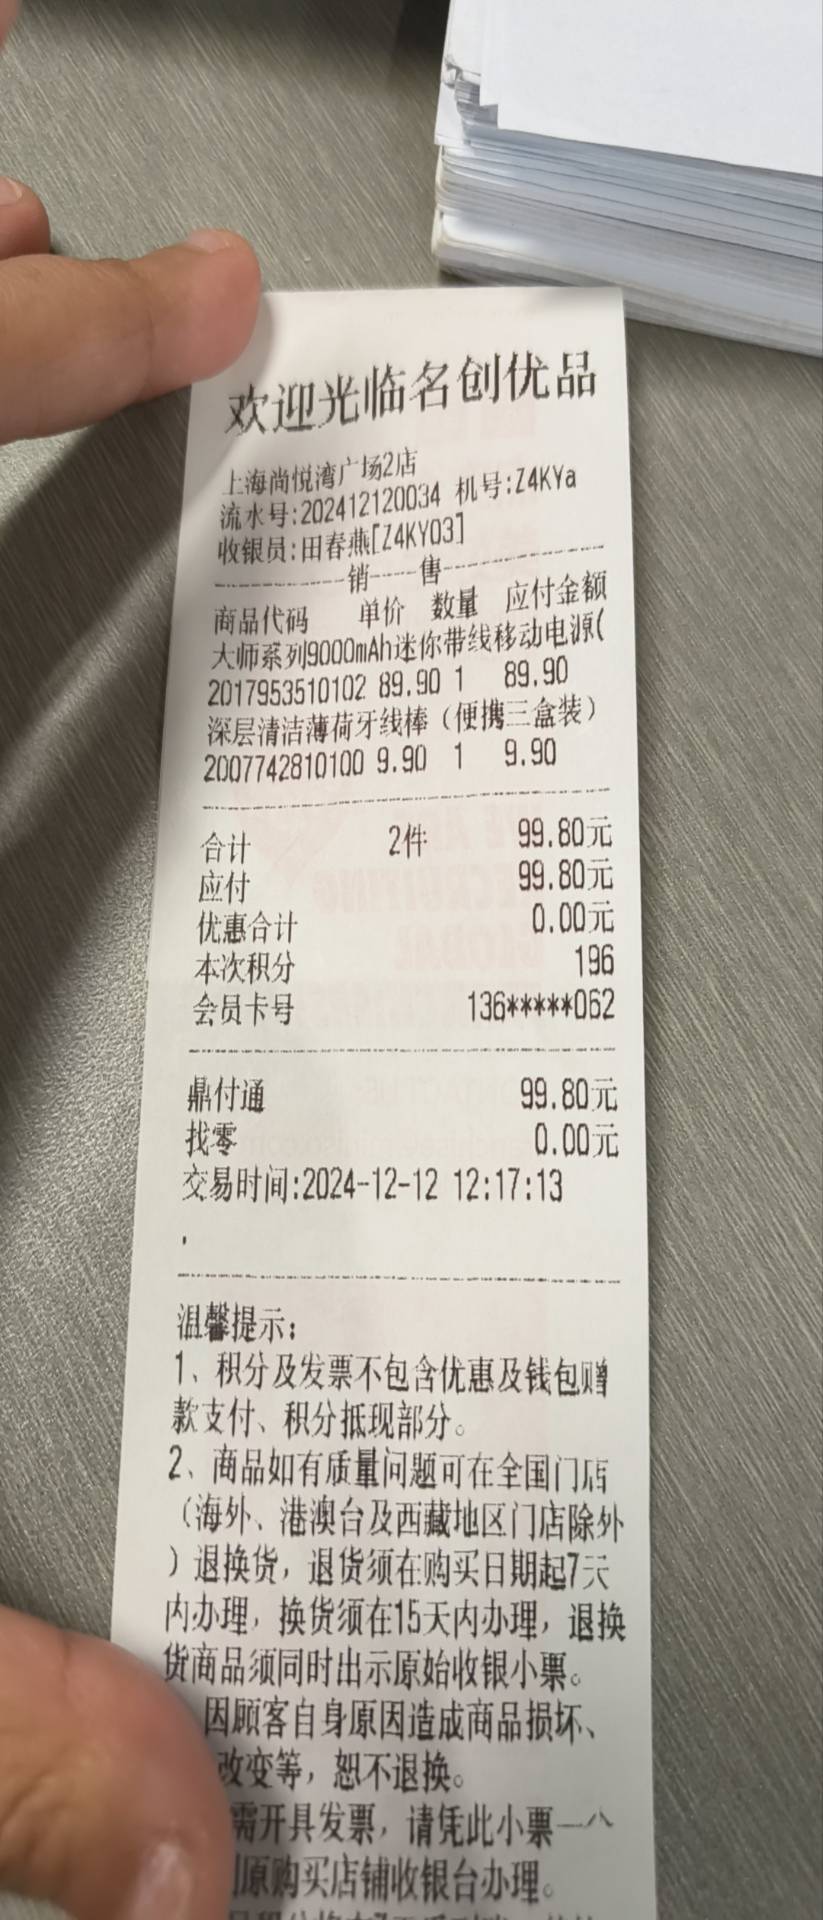 欢迎光临名创优品
上海尚悦湾广场2店
流水号:202412120034 机号:Z4KYa
收银员:田春燕[Z4KY03]
销 售
商品代码 单价 数量 应付金额
大师系列9000mAh迷你带线移动电源(
2017953510102 89.90 1 89.90
深层清洁薄荷牙线棒（便携三盒装）
2007742810100 9.90 1 9.90
合计 2件 99.80元
应付 99.80元
优惠合计 0.00元
本次积分 196
会员卡号 136*****062
鼎付通 99.80元
找零 0.00元
交易时间:2024-12-12 12:17:13
.
温馨提示:
1、积分及发票不包含优惠及钱包赠
款支付、积分抵现部分。
2、商品如有质量问题可在全国门店
（海外、港澳台及西藏地区门店除外
）退换货，退货须在购买日期起7天
内办理，换货须在15天内办理，退换
货商品须同时出示原始收银小票。
因顾客自身原因造成商品损坏、
改变等，恕不退换。
需开具发票，请凭此小票一
原购买店铺收银台办理。